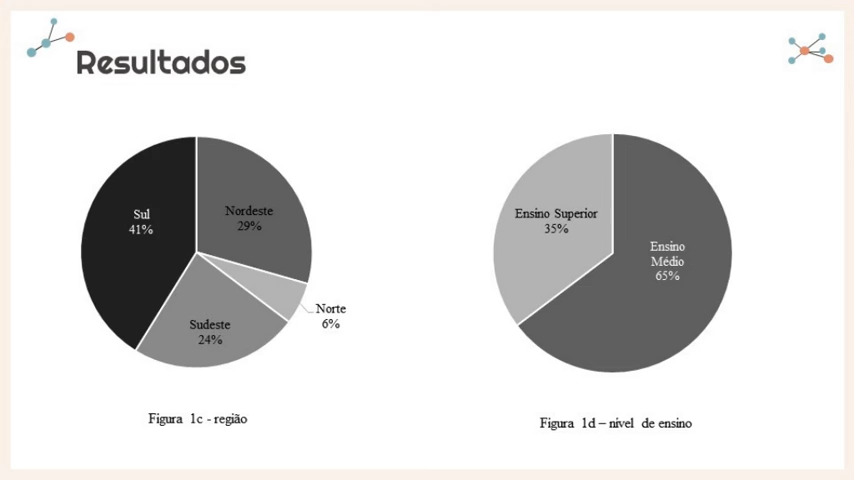 Resultados
Sul
41%
Nordeste
29%
Norte
6%
Sudeste
24%
Figura 1c - região
Ensino Superior
35%
Ensino
Médio
65%
Figura 1d – nível de ensino